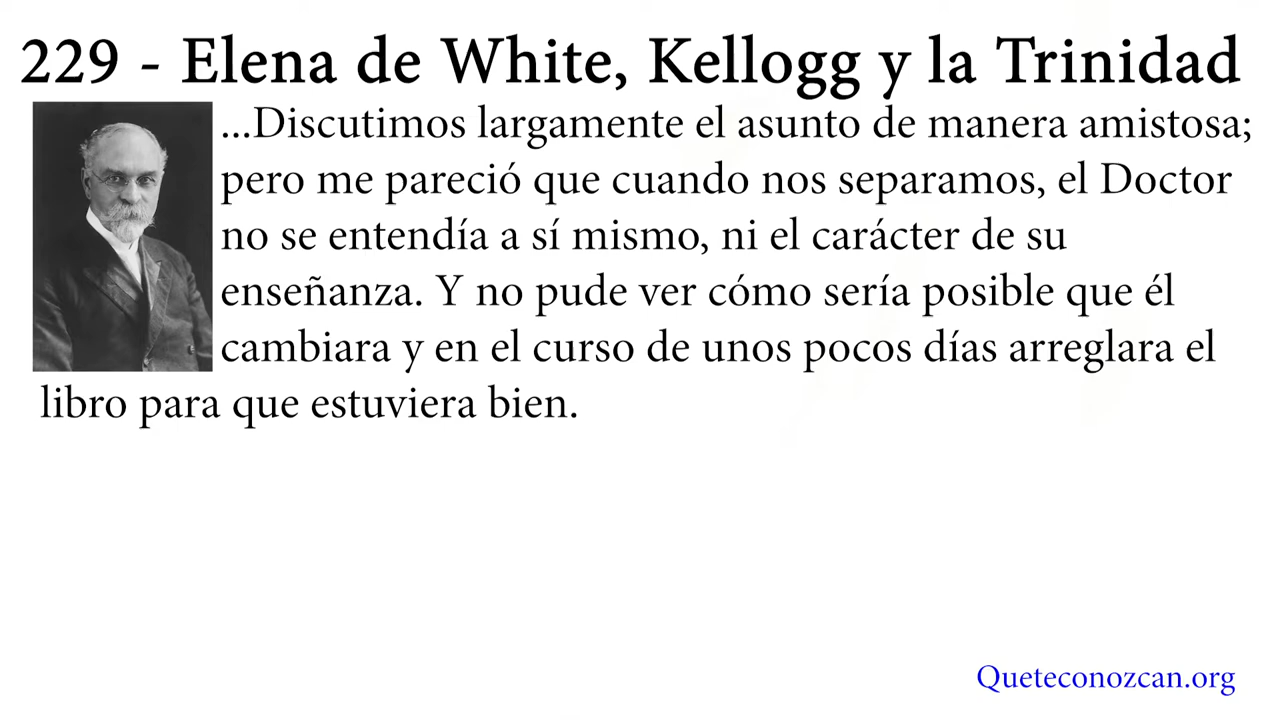 229 - Elena de White, Kellogg y la Trinidad
...Discutimos largamente el asunto de manera amistosa;
pero me pareció que cuando nos separamos, el Doctor
no se entendía a sí mismo, ni el carácter de su
enseñanza. Y no pude ver cómo sería posible que él
cambiara y en el curso de unos pocos días arreglara el
libro para que estuviera bien.
Queteconozcan.org